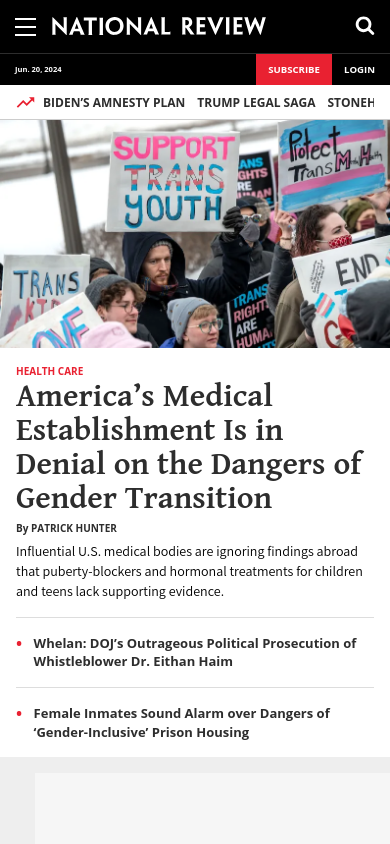 NATIONAL REVIEW
Jun. 20, 2024
SUBSCRIBE
LOGIN
BIDEN’S AMNESTY PLAN TRUMP LEGAL SAGA STONEH
SUPPORT
TRANS
YOUTH
TRANS
RIGHTS
ARE
HUMAN
Protect
Trans
TRANS
END
TRANS
RIGHTS
ARE
HUMAN
HEALTH CARE
America’s Medical
Establishment Is in
Denial on the Dangers of
Gender Transition
By PATRICK HUNTER
Influential U.S. medical bodies are ignoring findings abroad
that puberty-blockers and hormonal treatments for children
and teens lack supporting evidence.
Whelan: DOJ’s Outrageous Political Prosecution of
Whistleblower Dr. Eithan Haim
Female Inmates Sound Alarm over Dangers of
‘Gender-Inclusive’ Prison Housing